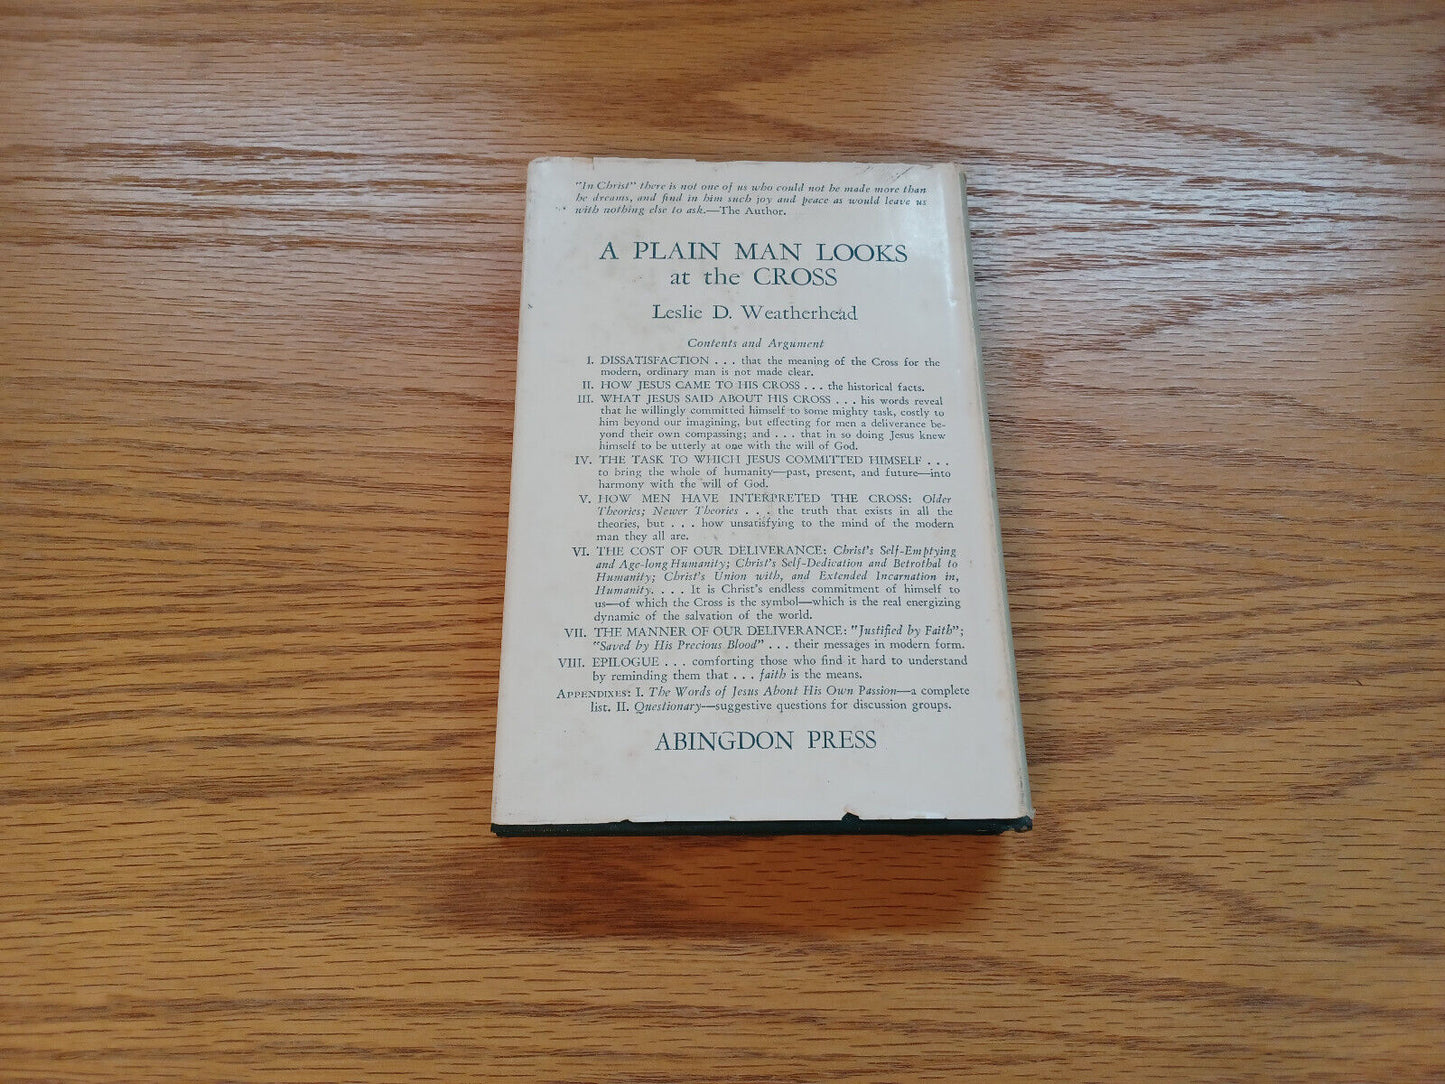 "In Christ" there is not one of us who could not be made more than
he dreams, and find in him such joy and peace as would leave us
with nothing else to ask.—The Author.
A PLAIN MAN LOOKS
at the CROSS
Leslie D. Weatherhead
Contents and Argument
I. DISSATISFACTION . . . that the meaning of the Cross for the
modern, ordinary man is not made clear.
II. HOW JESUS CAME TO HIS CROSS . . . the historical facts.
III. WHAT JESUS SAID ABOUT HIS CROSS . . . his words reveal
that he willingly committed himself to some mighty task, costly to
him beyond our imagining, but effecting for men a deliverance be-
yond their own compassing; and . . . that in so doing Jesus knew
himself to be utterly at one with the will of God.
IV. THE TASK TO WHICH JESUS COMMITTED HIMSELF . . .
to bring the whole of humanity—past, present, and future—into
harmony with the will of God.
V. HOW MEN HAVE INTERPRETED THE CROSS: Older
Theories; Newer Theories . . . the truth that exists in all the
theories, but . . . how unsatisfying to the mind of the modern
man they all are.
VI. THE COST OF OUR DELIVERANCE: Christ's Self-Emptying
and Age-long Humanity; Christ's Self-Dedication and Betrothal to
Humanity; Christ's Union with, and Extended Incarnation in,
Humanity. . . . It is Christ's endless commitment of himself to
us—of which the Cross is the symbol—which is the real energizing
dynamic of the salvation of the world.
VII. THE MANNER OF OUR DELIVERANCE: "Justified by Faith";
"Saved by His Precious Blood" . . . their messages in modern form.
VIII. EPILOGUE . . . comforting those who find it hard to understand
by reminding them that . . . faith is the means.
APPENDIXES: I. The Words of Jesus About His Own Passion—a complete
list. II. Questionary—suggestive questions for discussion groups.
ABINGDON PRESS